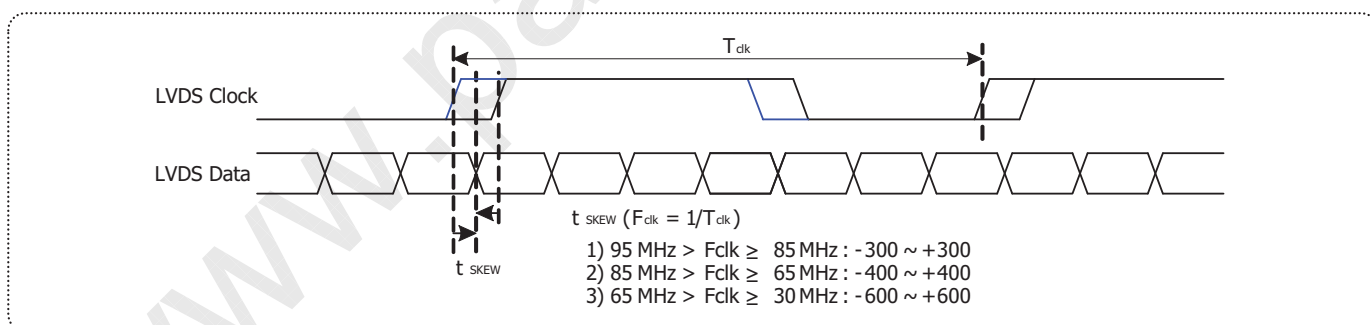 Tclk
LVDS Clock
LVDS Data
t SKEW (Fclk = 1/Tclk)
1) 95 MHz > Fclk ≥ 85 MHz : -300 ~ +300
2) 85 MHz > Fclk ≥ 65 MHz : -400 ~ +400
3) 65 MHz > Fclk ≥ 30 MHz : -600 ~ +600
t SKEW